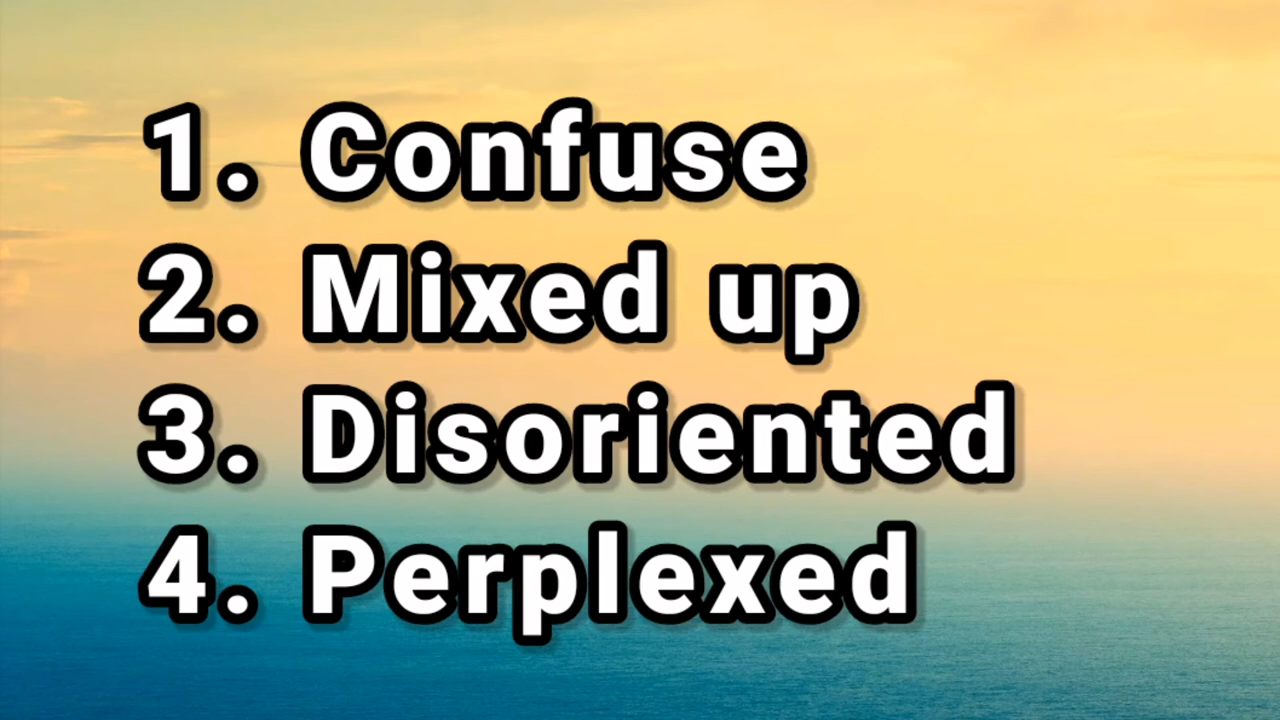 1. Confuse
2. Mixed up
3. Disoriented
4. Perplexed